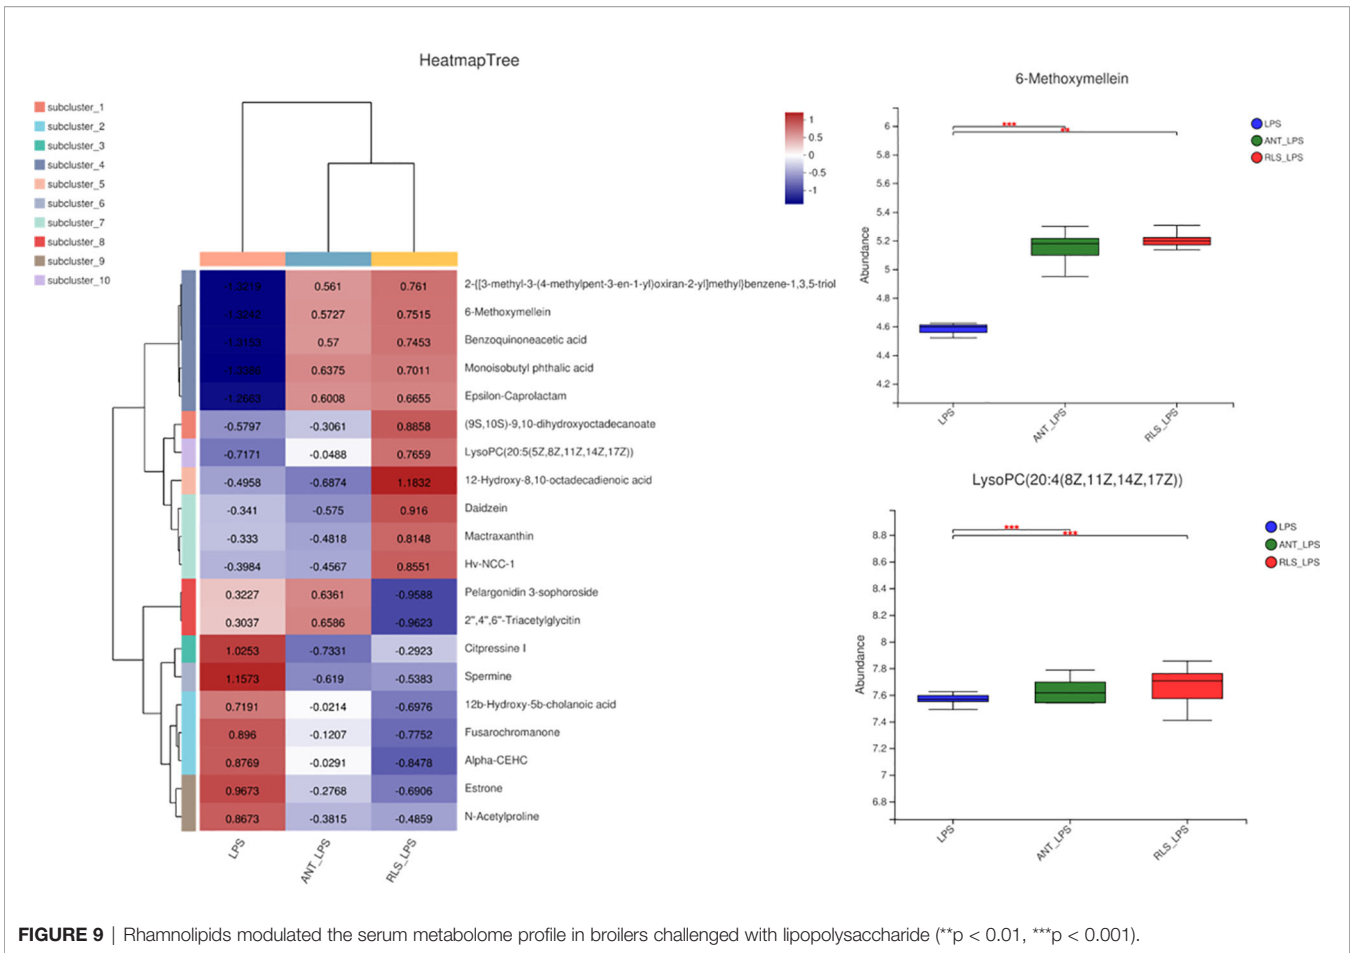 HeatmapTree
subcluster_1
subcluster_2
subcluster_3
subcluster_4
subcluster_5
subcluster_6
subcluster_7
subcluster_8
subcluster_9
subcluster_10
1
0.5
0
-0.5
-1
0.561 0.761 2-{[3-methyl-3-(4-methylpent-3-en-1-yl)oxiran-2-yl]methyl}benzene-1,3,5-triol
0.5727 0.7515 6-Methoxymellein
0.57 0.7453 Benzoquinoneacetic acid
0.6375 0.7011 Monoisobutyl phthalic acid
-1.2663 0.6008 0.6655 Epsilon-Caprolactam
-0.5797 -0.3061 0.8858 (9S,10S)-9,10-dihydroxyoctadecanoate
-0.7171 -0.0488 0.7659 LysoPC(20:5(5Z,8Z,11Z,14Z,17Z))
-0.4958 -0.6874 1.1832 12-Hydroxy-8,10-octadecadienoic acid
-0.341 -0.575 0.916 Daidzein
-0.333 -0.4818 0.8148 Mactraxanthin
-0.3984 -0.4567 0.8551 Hv-NCC-1
0.3227 0.6361 -0.9588 Pelargonidin 3-sophoroside
0.3037 0.6586 -0.9623 2",4",6"-Triacetylglycitin
1.0253 -0.7331 -0.2923 Citpressine I
1.1573 -0.619 -0.5383 Spermine
0.7191 -0.0214 -0.6976 12b-Hydroxy-5b-cholanoic acid
0.896 -0.1207 -0.7752 Fusarochromanone
0.8769 -0.0291 -0.8478 Alpha-CEHC
0.9673 -0.2768 -0.6906 Estrone
0.8673 -0.3815 -0.4859 N-Acetylproline
LPS ANT_LPS RLS_LPS
6-Methoxymellein
Abundance
6
5.8
5.6
5.4
5.2
5
4.8
4.6
4.4
4.2
***
**
LPS
ANT_LPS
RLS_LPS
LPS ANT_LPS RLS_LPS
LysoPC(20:4(8Z,11Z,14Z,17Z))
Abundance
8.8
8.6
8.4
8.2
8
7.8
7.6
7.4
7.2
7
6.8
***
***
LPS
ANT_LPS
RLS_LPS
LPS ANT_LPS RLS_LPS
FIGURE 9 | Rhamnolipids modulated the serum metabolome profile in broilers challenged with lipopolysaccharide (**p < 0.01, ***p < 0.001).